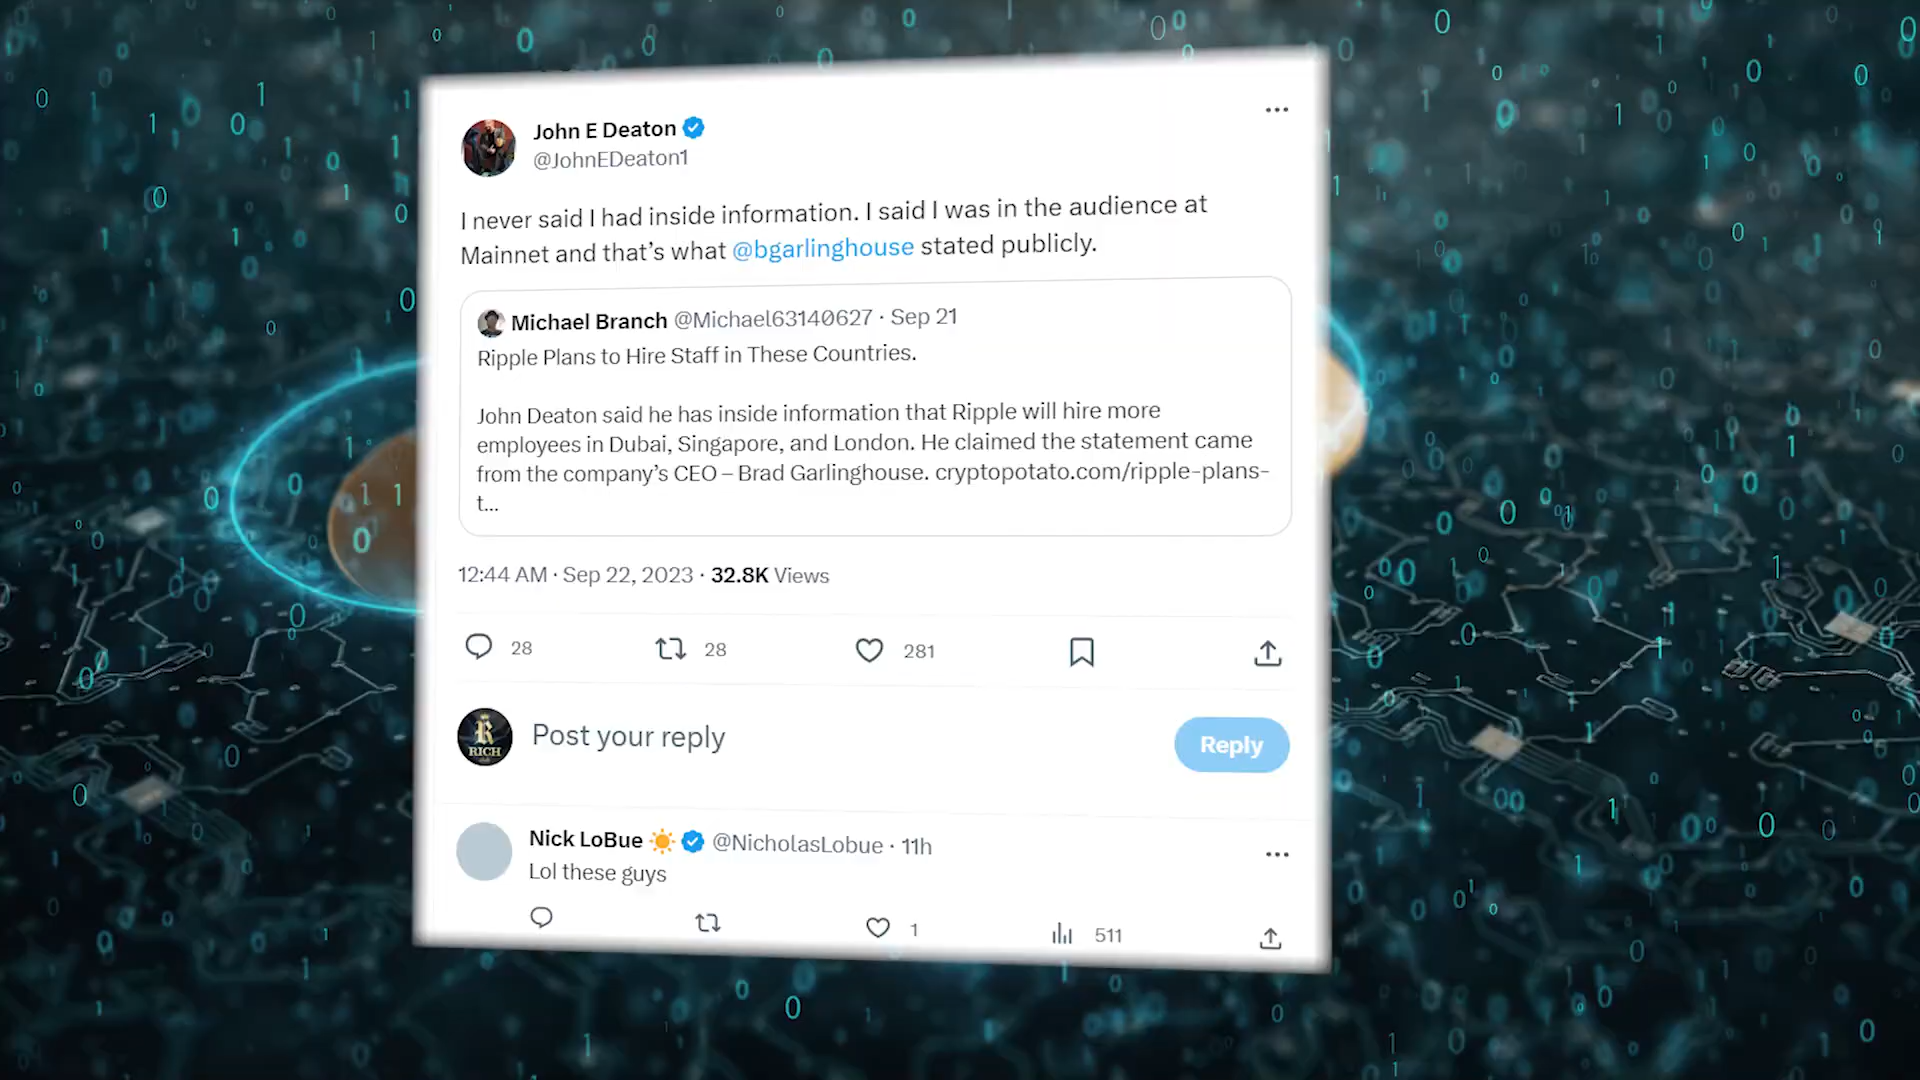 John E Deaton
@JohnEDeaton1
I never said I had inside information. I said I was in the audience at
Mainnet and that’s what @bgarlinghouse stated publicly.
Michael Branch @Michael63140627 · Sep 21
Ripple Plans to Hire Staff in These Countries.
John Deaton said he has inside information that Ripple will hire more
employees in Dubai, Singapore, and London. He claimed the statement came
from the company’s CEO – Brad Garlinghouse. cryptopotato.com/ripple-plans-
t...
12:44 AM · Sep 22, 2023 · 32.8K Views
28 28 281
RICH
Post your reply
Reply
Nick LoBue @NicholasLobue · 11h
Lol these guys
1 511